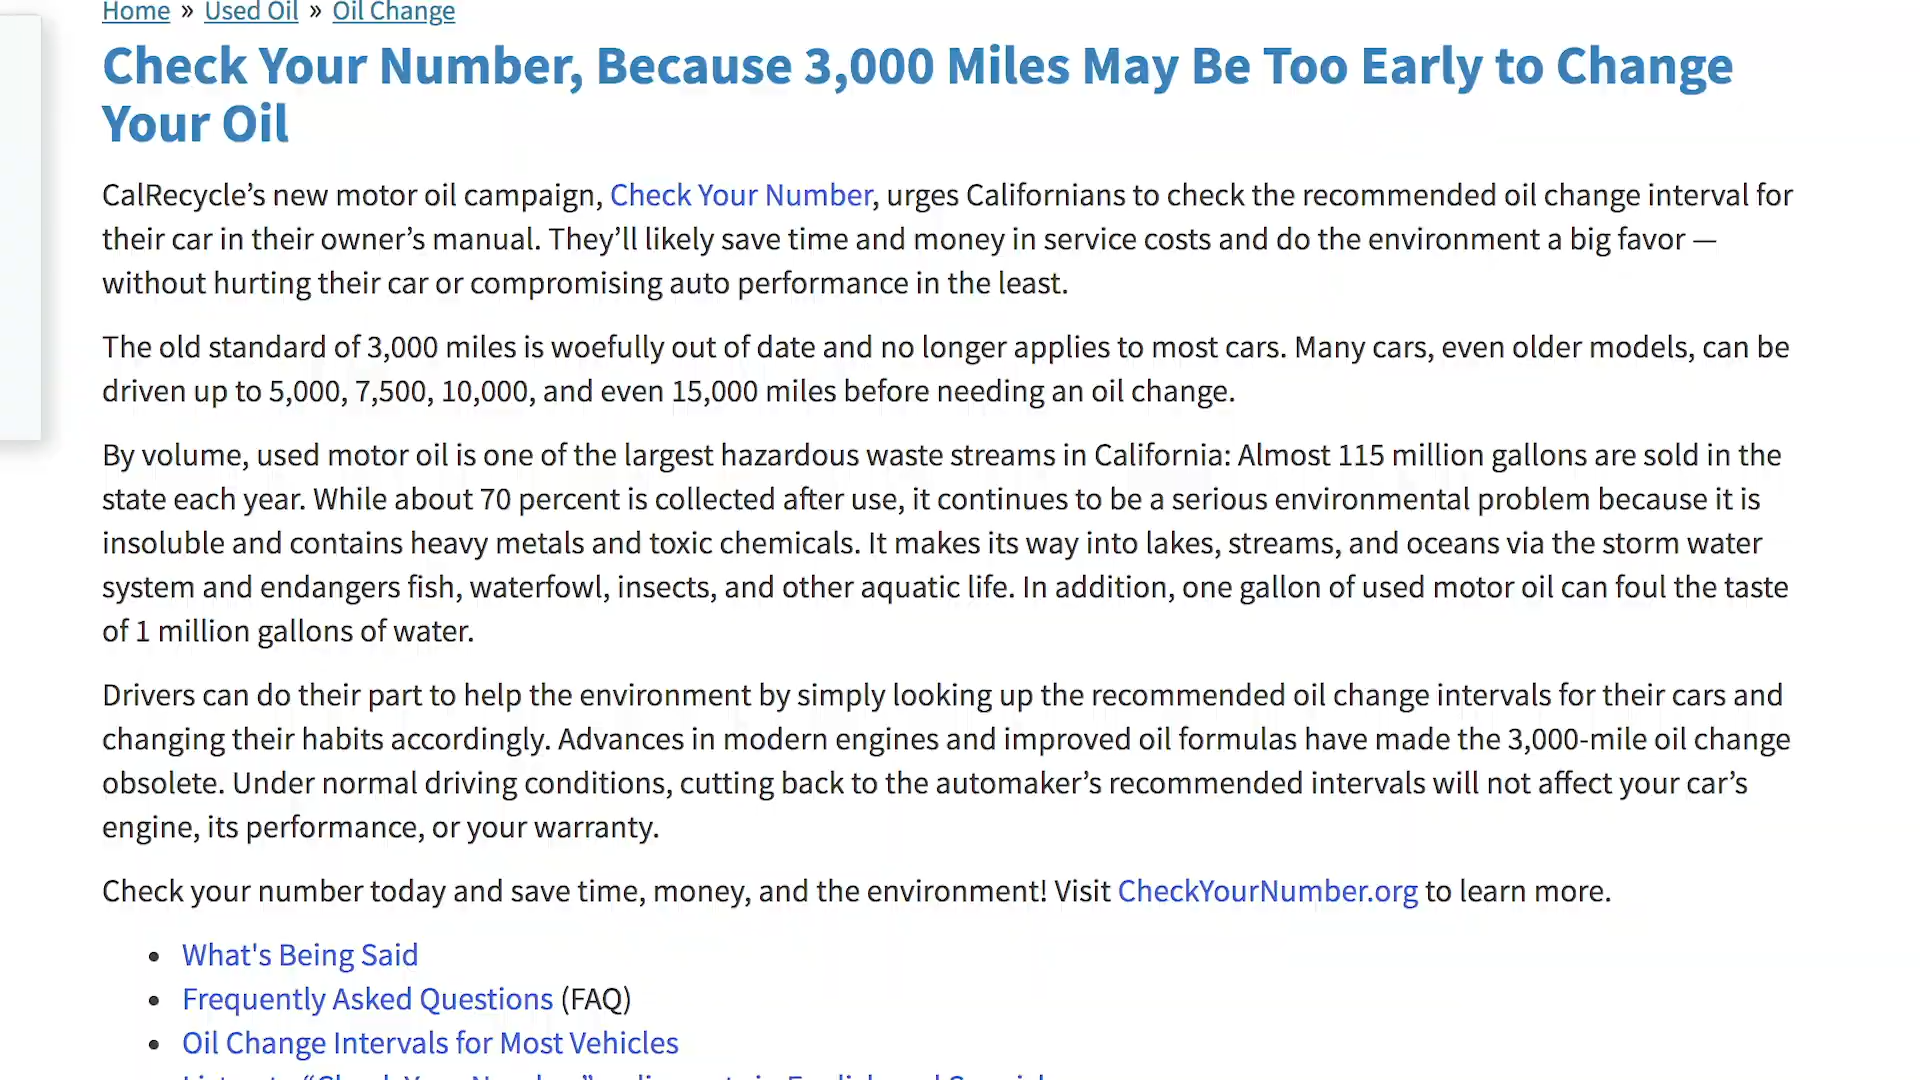 Home » Used Oil » Oil Change
Check Your Number, Because 3,000 Miles May Be Too Early to Change
Your Oil
CalRecycle’s new motor oil campaign, Check Your Number, urges Californians to check the recommended oil change interval for
their car in their owner’s manual. They’ll likely save time and money in service costs and do the environment a big favor —
without hurting their car or compromising auto performance in the least.
The old standard of 3,000 miles is woefully out of date and no longer applies to most cars. Many cars, even older models, can be
driven up to 5,000, 7,500, 10,000, and even 15,000 miles before needing an oil change.
By volume, used motor oil is one of the largest hazardous waste streams in California: Almost 115 million gallons are sold in the
state each year. While about 70 percent is collected after use, it continues to be a serious environmental problem because it is
insoluble and contains heavy metals and toxic chemicals. It makes its way into lakes, streams, and oceans via the storm water
system and endangers fish, waterfowl, insects, and other aquatic life. In addition, one gallon of used motor oil can foul the taste
of 1 million gallons of water.
Drivers can do their part to help the environment by simply looking up the recommended oil change intervals for their cars and
changing their habits accordingly. Advances in modern engines and improved oil formulas have made the 3,000-mile oil change
obsolete. Under normal driving conditions, cutting back to the automaker’s recommended intervals will not affect your car’s
engine, its performance, or your warranty.
Check your number today and save time, money, and the environment! Visit CheckYourNumber.org to learn more.
• What's Being Said
• Frequently Asked Questions (FAQ)
• Oil Change Intervals for Most Vehicles